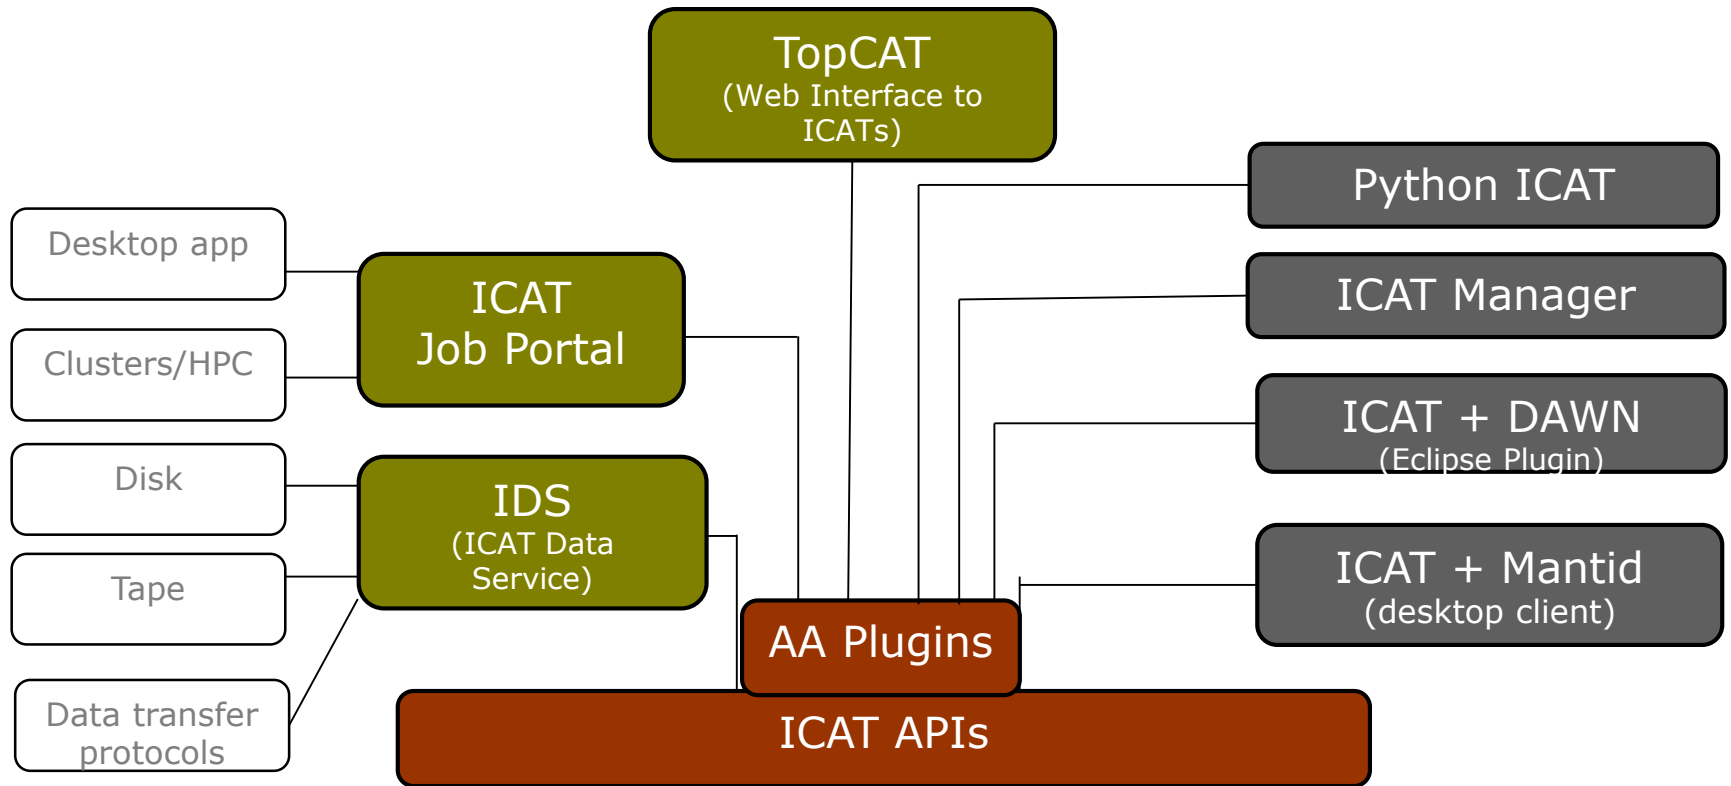 TopCAT
(Web Interface to
ICATs)
Python ICAT
Desktop app
ICAT
Job Portal
ICAT Manager
Clusters/HPC
ICAT + DAWN
(Eclipse Plugin)
Disk
IDS
(ICAT Data
Service)
Tape
ICAT + Mantid
(desktop client)
AA Plugins
Data transfer
protocols
ICAT APIs